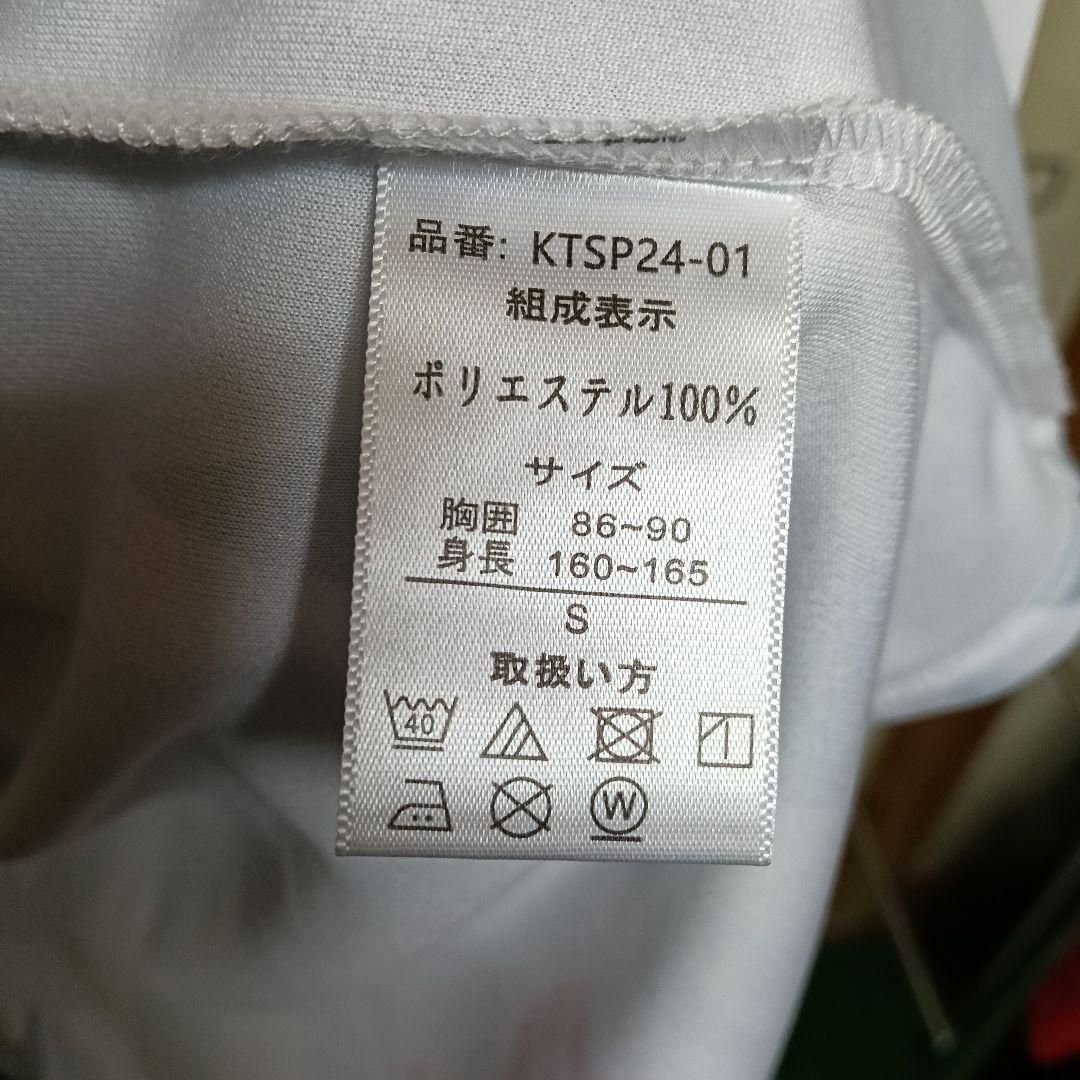 品番: KTSP24-01
組成表示
ポリエステル100%
サイズ
胸囲 86~90
身長 160~165
S
取扱い方
40
W